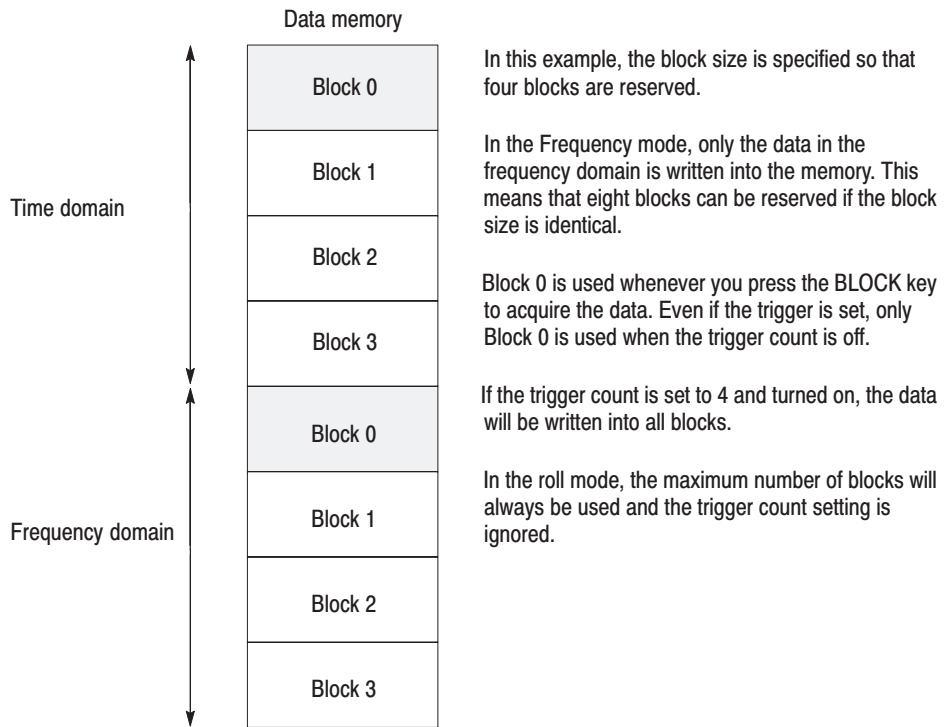 Data memory
Time domain
Block 0
Block 1
Block 2
Block 3
Frequency domain
Block 0
Block 1
Block 2
Block 3
In this example, the block size is specified so that
four blocks are reserved.
In the Frequency mode, only the data in the
frequency domain is written into the memory. This
means that eight blocks can be reserved if the block
size is identical.
Block 0 is used whenever you press the BLOCK key
to acquire the data. Even if the trigger is set, only
Block 0 is used when the trigger count is off.
If the trigger count is set to 4 and turned on, the data
will be written into all blocks.
In the roll mode, the maximum number of blocks will
always be used and the trigger count setting is
ignored.